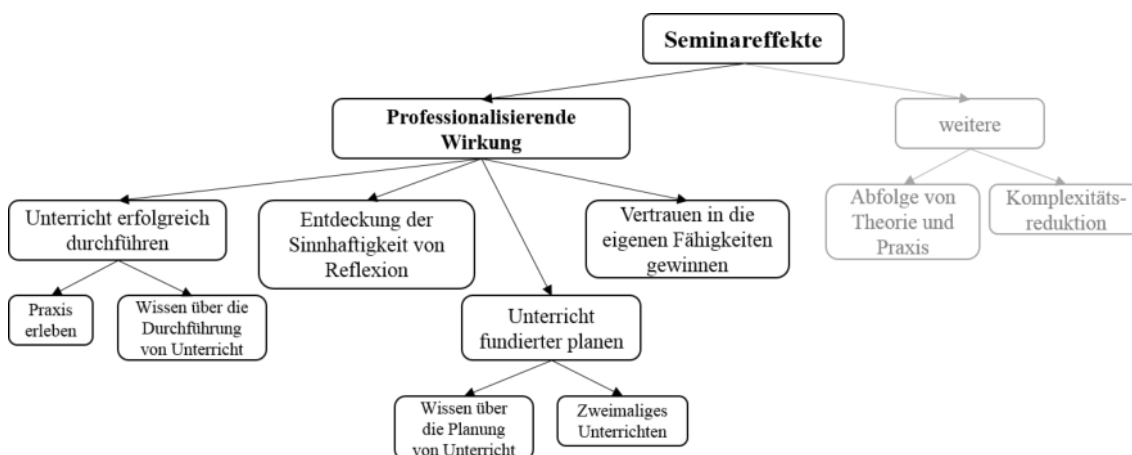 Seminareffekte
Professionalisierende
Wirkung
weitere
Unterricht erfolgreich
durchführen
Entdeckung der
Sinnhaftigkeit von
Reflexion
Vertrauen in die
eigenen Fähigkeiten
gewinnen
Abfolge von
Theorie und
Praxis
Komplexitäts-
reduktion
Praxis
erleben
Wissen über die
Durchführung
von Unterricht
Unterricht
fundierter planen
Wissen über
die Planung
von Unterricht
Zweimaliges
Unterrichten